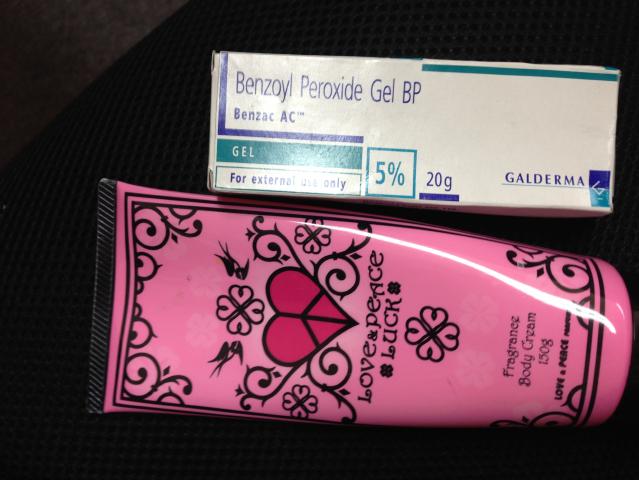 Benzoyl Peroxide Gel BP
Benzac AC™
GEL
For external use only
5%
20g
GALDERMA
LOVE & PEACE
LUCK
Fragrance
Body Cream
150g
LOVE & PEACE